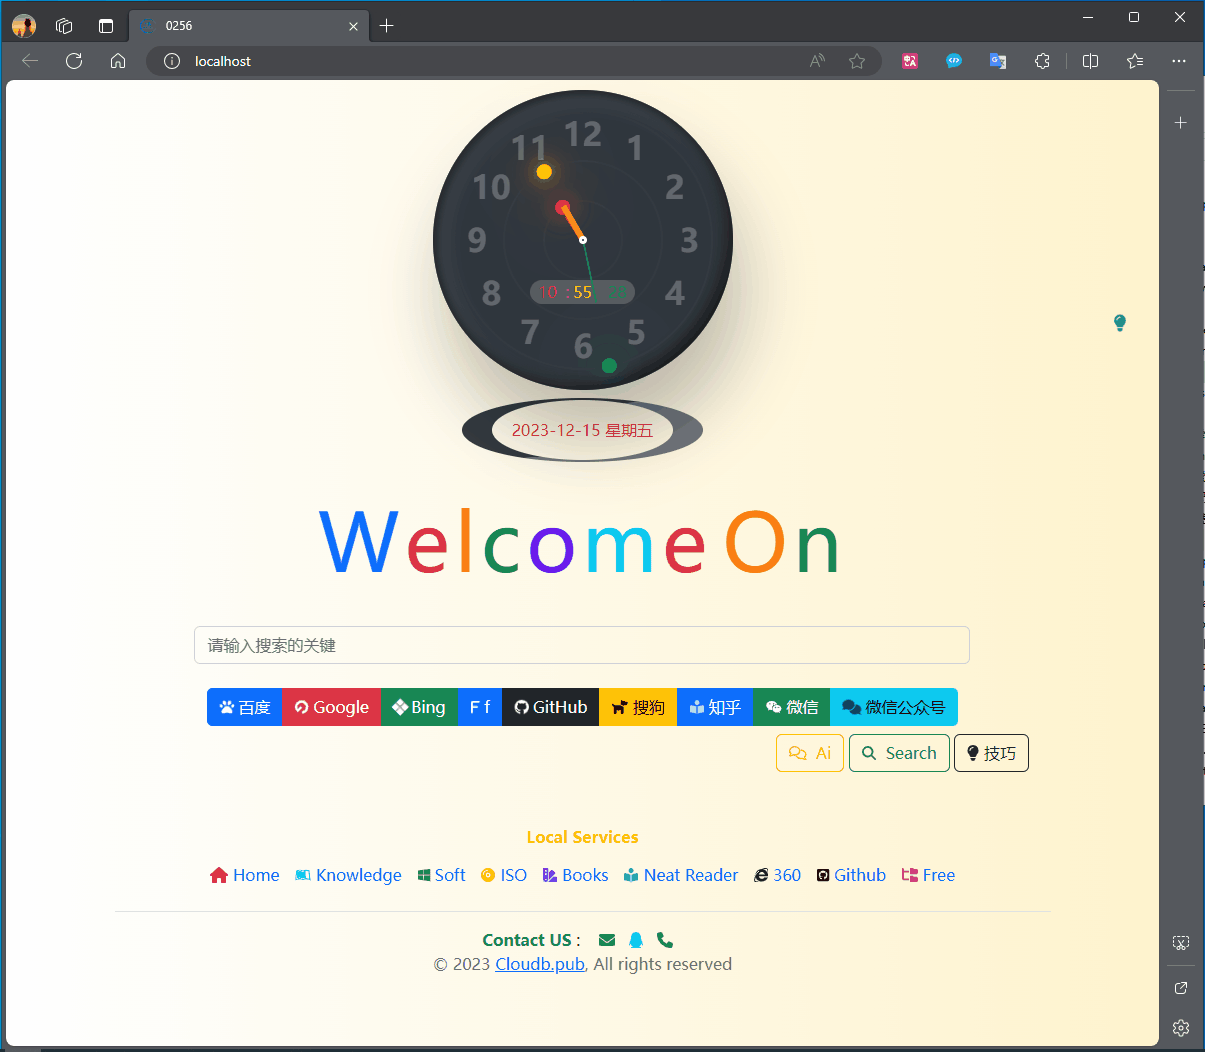 0256
localhost
12
11
1
10
2
9
3
8
4
7
5
6
10 : 55 : 28
2023-12-15 星期五
Welcome On
请输入搜索的关键
百度 Google Bing F f GitHub 搜狗 知乎 微信 微信公众号
Ai Search 技巧
Local Services
Home Knowledge Soft ISO Books Neat Reader 360 Github Free
Contact US :
© 2023 Cloudb.pub, All rights reserved